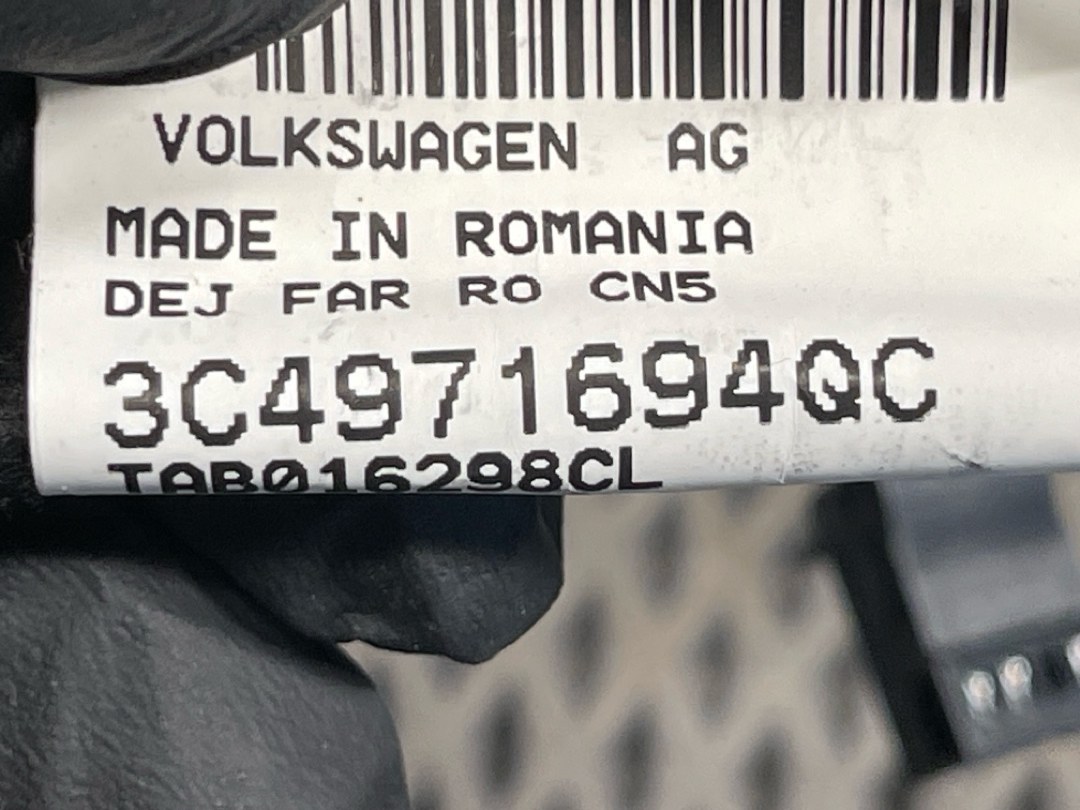 VOLKSWAGEN AG
MADE IN ROMANIA
DEJ FAR RO CN5
3C4971694QC
TAB016298CL